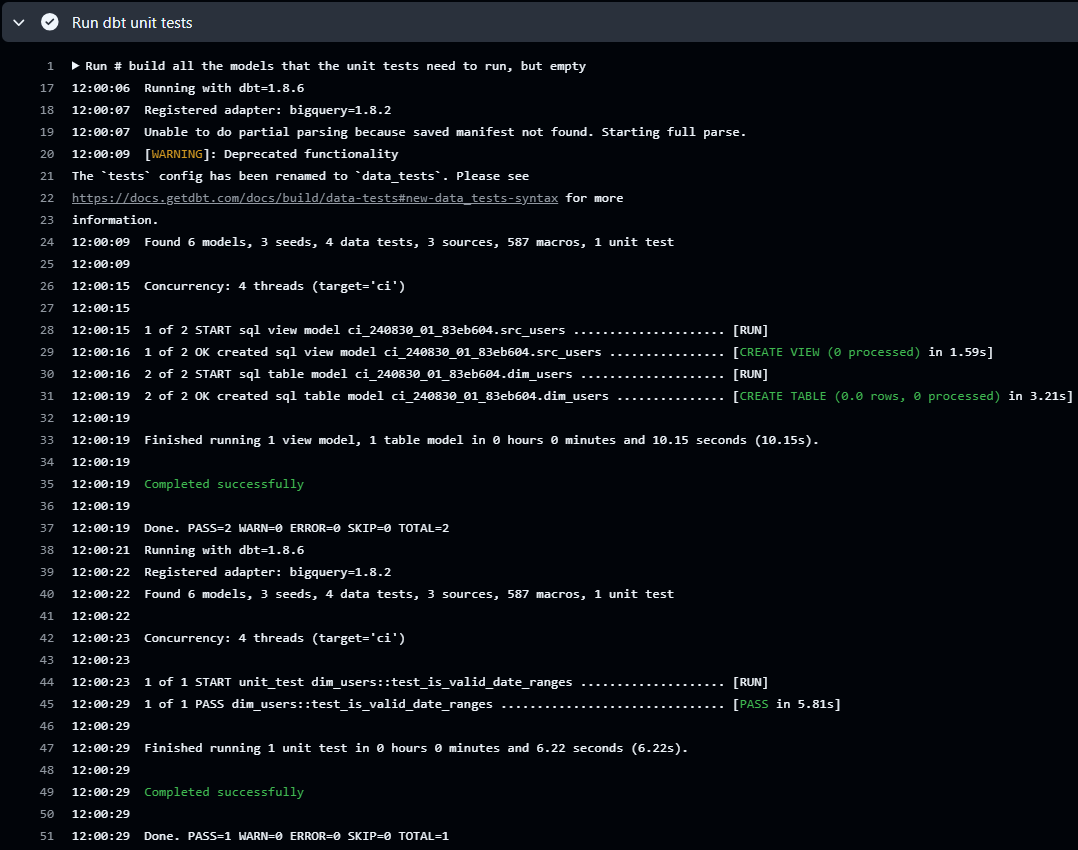 Run dbt unit tests
1 ▶ Run # build all the models that the unit tests need to run, but empty
17 12:00:06  Running with dbt=1.8.6
18 12:00:07  Registered adapter: bigquery=1.8.2
19 12:00:07  Unable to do partial parsing because saved manifest not found. Starting full parse.
20 12:00:09  [WARNING]: Deprecated functionality
21 The `tests` config has been renamed to `data_tests`. Please see
22 https://docs.getdbt.com/docs/build/data-tests#new-data_tests-syntax for more
23 information.
24 12:00:09  Found 6 models, 3 seeds, 4 data tests, 3 sources, 587 macros, 1 unit test
25 12:00:09
26 12:00:15  Concurrency: 4 threads (target='ci')
27 12:00:15
28 12:00:15  1 of 2 START sql view model ci_240830_01_83eb604.src_users ..................... [RUN]
29 12:00:16  1 of 2 OK created sql view model ci_240830_01_83eb604.src_users ................ [CREATE VIEW (0 processed) in 1.59s]
30 12:00:16  2 of 2 START sql table model ci_240830_01_83eb604.dim_users .................... [RUN]
31 12:00:19  2 of 2 OK created sql table model ci_240830_01_83eb604.dim_users ............... [CREATE TABLE (0.0 rows, 0 processed) in 3.21s]
32 12:00:19
33 12:00:19  Finished running 1 view model, 1 table model in 0 hours 0 minutes and 10.15 seconds (10.15s).
34 12:00:19
35 12:00:19  Completed successfully
36 12:00:19
37 12:00:19  Done. PASS=2 WARN=0 ERROR=0 SKIP=0 TOTAL=2
38 12:00:21  Running with dbt=1.8.6
39 12:00:22  Registered adapter: bigquery=1.8.2
40 12:00:22  Found 6 models, 3 seeds, 4 data tests, 3 sources, 587 macros, 1 unit test
41 12:00:22
42 12:00:23  Concurrency: 4 threads (target='ci')
43 12:00:23
44 12:00:23  1 of 1 START unit_test dim_users::test_is_valid_date_ranges .................... [RUN]
45 12:00:29  1 of 1 PASS dim_users::test_is_valid_date_ranges ............................... [PASS in 5.81s]
46 12:00:29
47 12:00:29  Finished running 1 unit test in 0 hours 0 minutes and 6.22 seconds (6.22s).
48 12:00:29
49 12:00:29  Completed successfully
50 12:00:29
51 12:00:29  Done. PASS=1 WARN=0 ERROR=0 SKIP=0 TOTAL=1